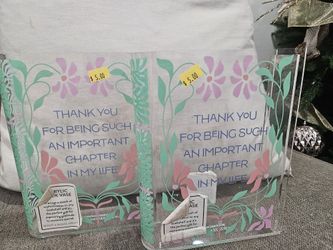 $5.00
THANK YOU
FOR BEING SUCH
AN IMPORTANT
CHAPTER
IN MY LIFE
$5.00
THANK YOU
FOR BEING SUCH
AN IMPORTANT
CHAPTER
IN MY LIFE